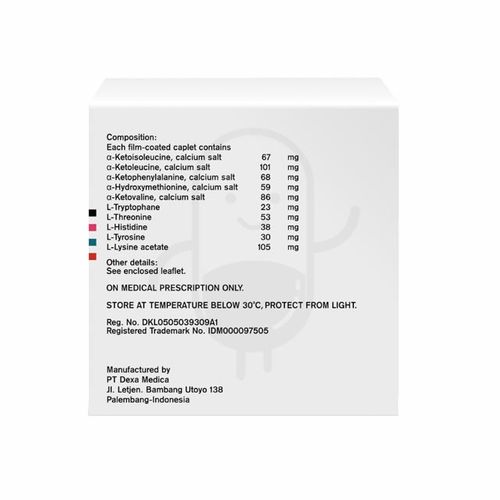 Composition:
Each film-coated caplet contains
α-Ketoisoleucine, calcium salt 67 mg
α-Ketoleucine, calcium salt 101 mg
α-Ketophenylalanine, calcium salt 68 mg
α-Hydroxymethionine, calcium salt 59 mg
α-Ketovaline, calcium salt 86 mg
L-Tryptophane 23 mg
L-Threonine 53 mg
L-Histidine 38 mg
L-Tyrosine 30 mg
L-Lysine acetate 105 mg
Other details:
See enclosed leaflet.
ON MEDICAL PRESCRIPTION ONLY.
STORE AT TEMPERATURE BELOW 30°C, PROTECT FROM LIGHT.
Reg. No. DKL0505039309A1
Registered Trademark No. IDM000097505
Manufactured by
PT Dexa Medica
Jl. Letjen. Bambang Utoyo 138
Palembang-Indonesia